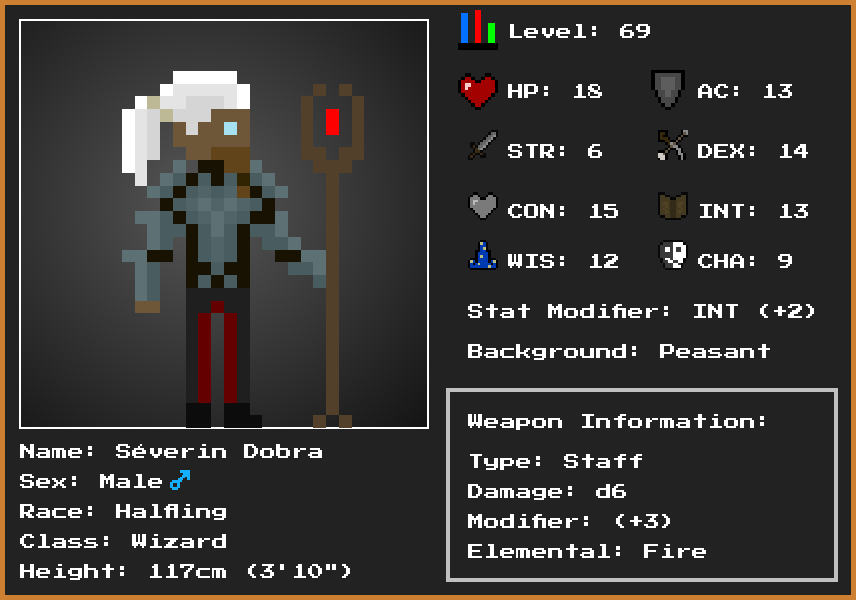 Level: 69
HP: 18 AC: 13
STR: 6 DEX: 14
CON: 15 INT: 13
WIS: 12 CHA: 9
Stat Modifier: INT (+2)
Background: Peasant
Weapon Information:
Type: Staff
Damage: d6
Modifier: (+3)
Elemental: Fire
Name: Séverin Dobra
Sex: Male♂
Race: Halfling
Class: Wizard
Height: 117cm (3'10")